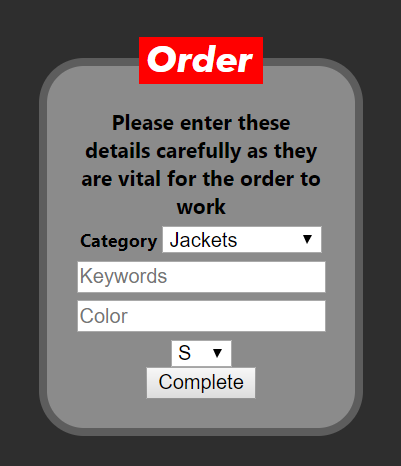 Order
Please enter these
details carefully as they
are vital for the order to
work
Category Jackets
Keywords
Color
S
Complete